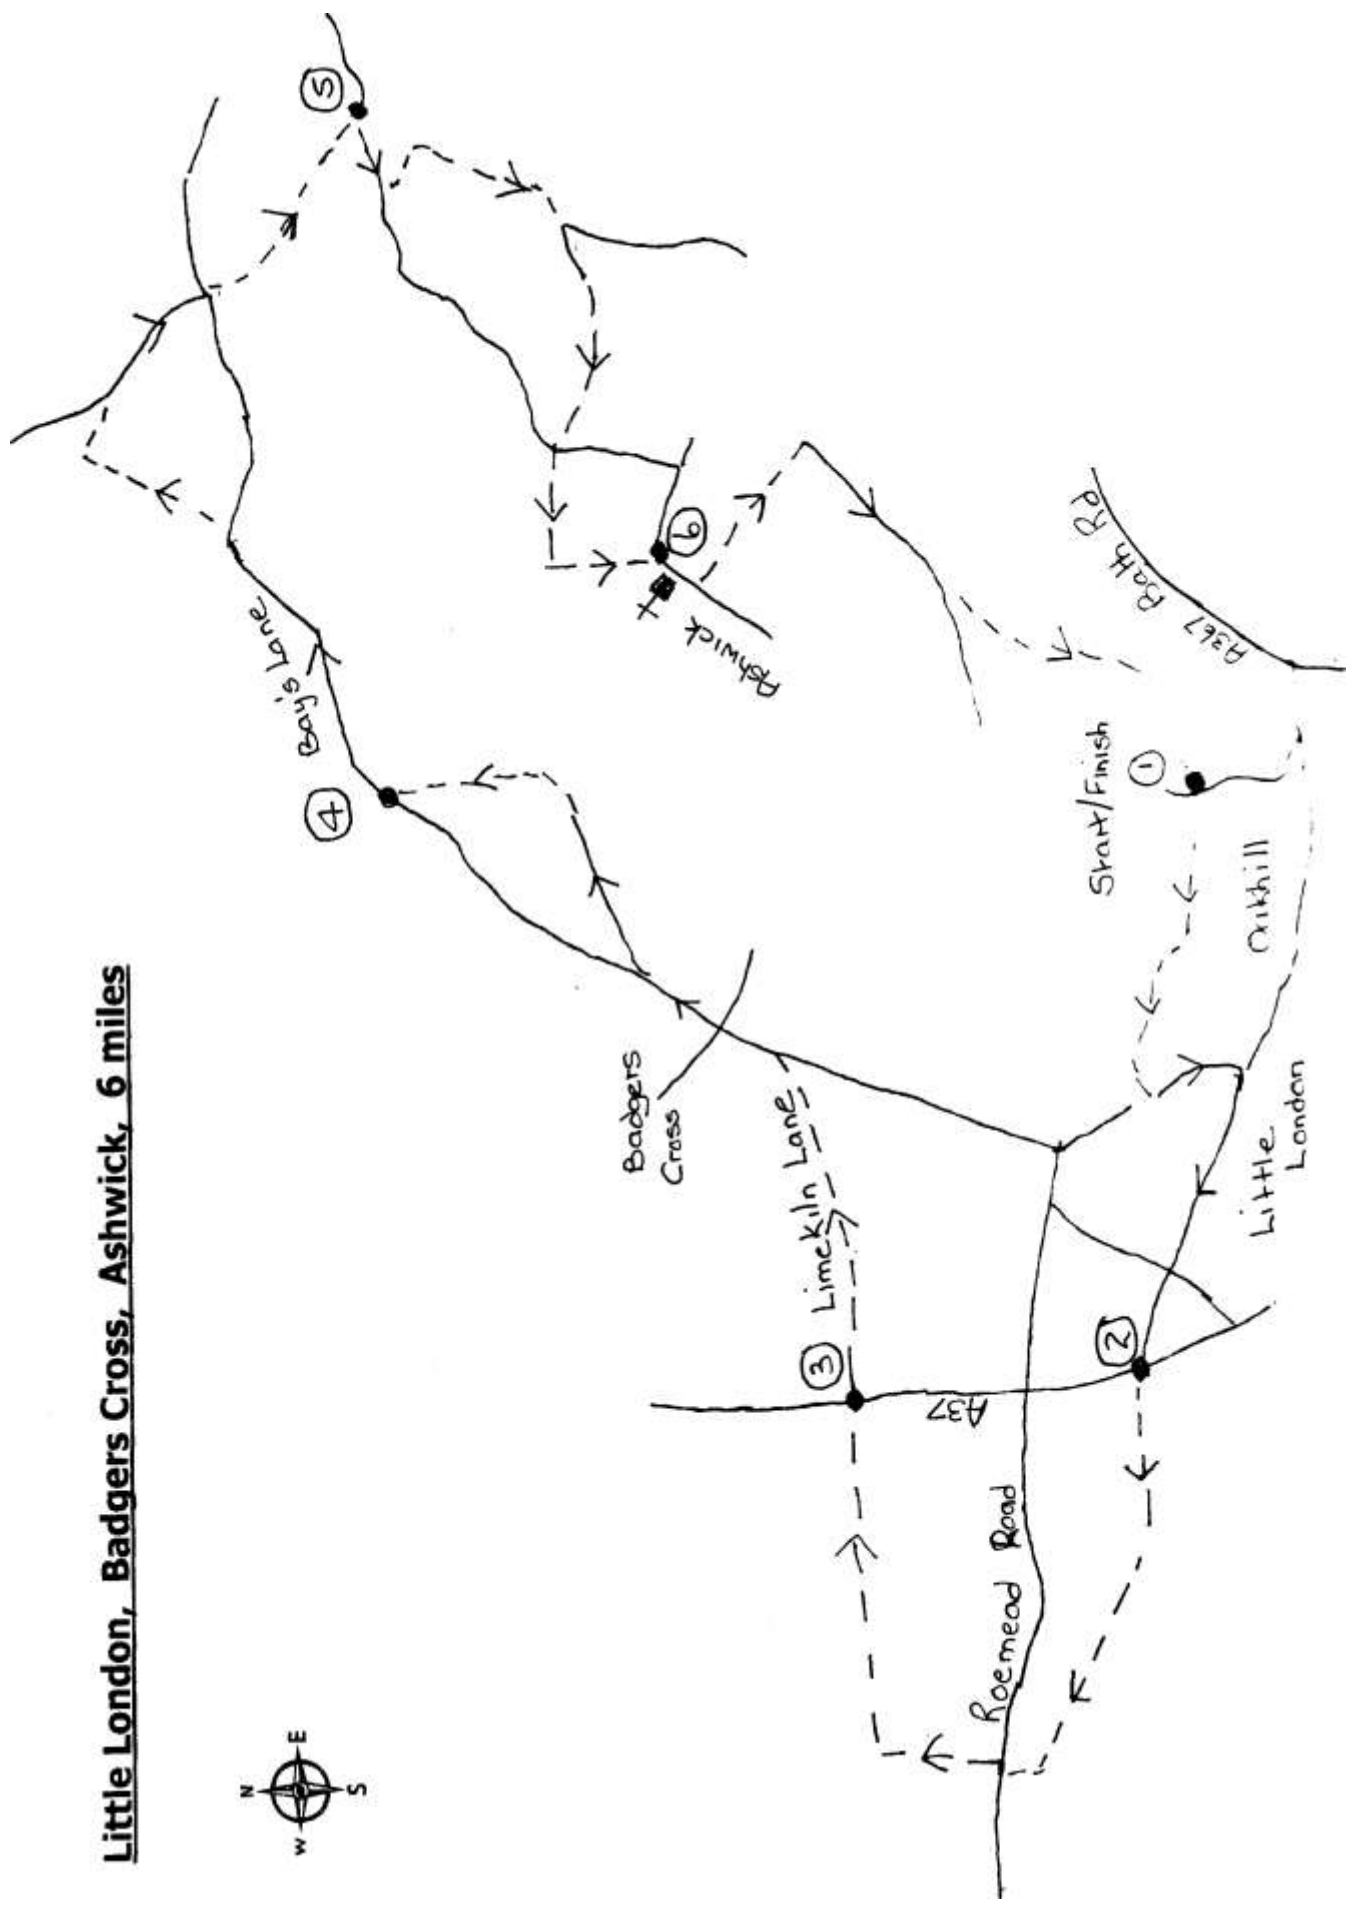 Little London, Badgers Cross, Ashwick, 6 miles
N
W
E
S
5
4
Bay's Lane
6
Ashwick
Badgers
Cross
3
Limekiln Lane
A37
Roemead Road
2
Start/Finish
1
A367 Bath Rd
Oakhill
Little
London